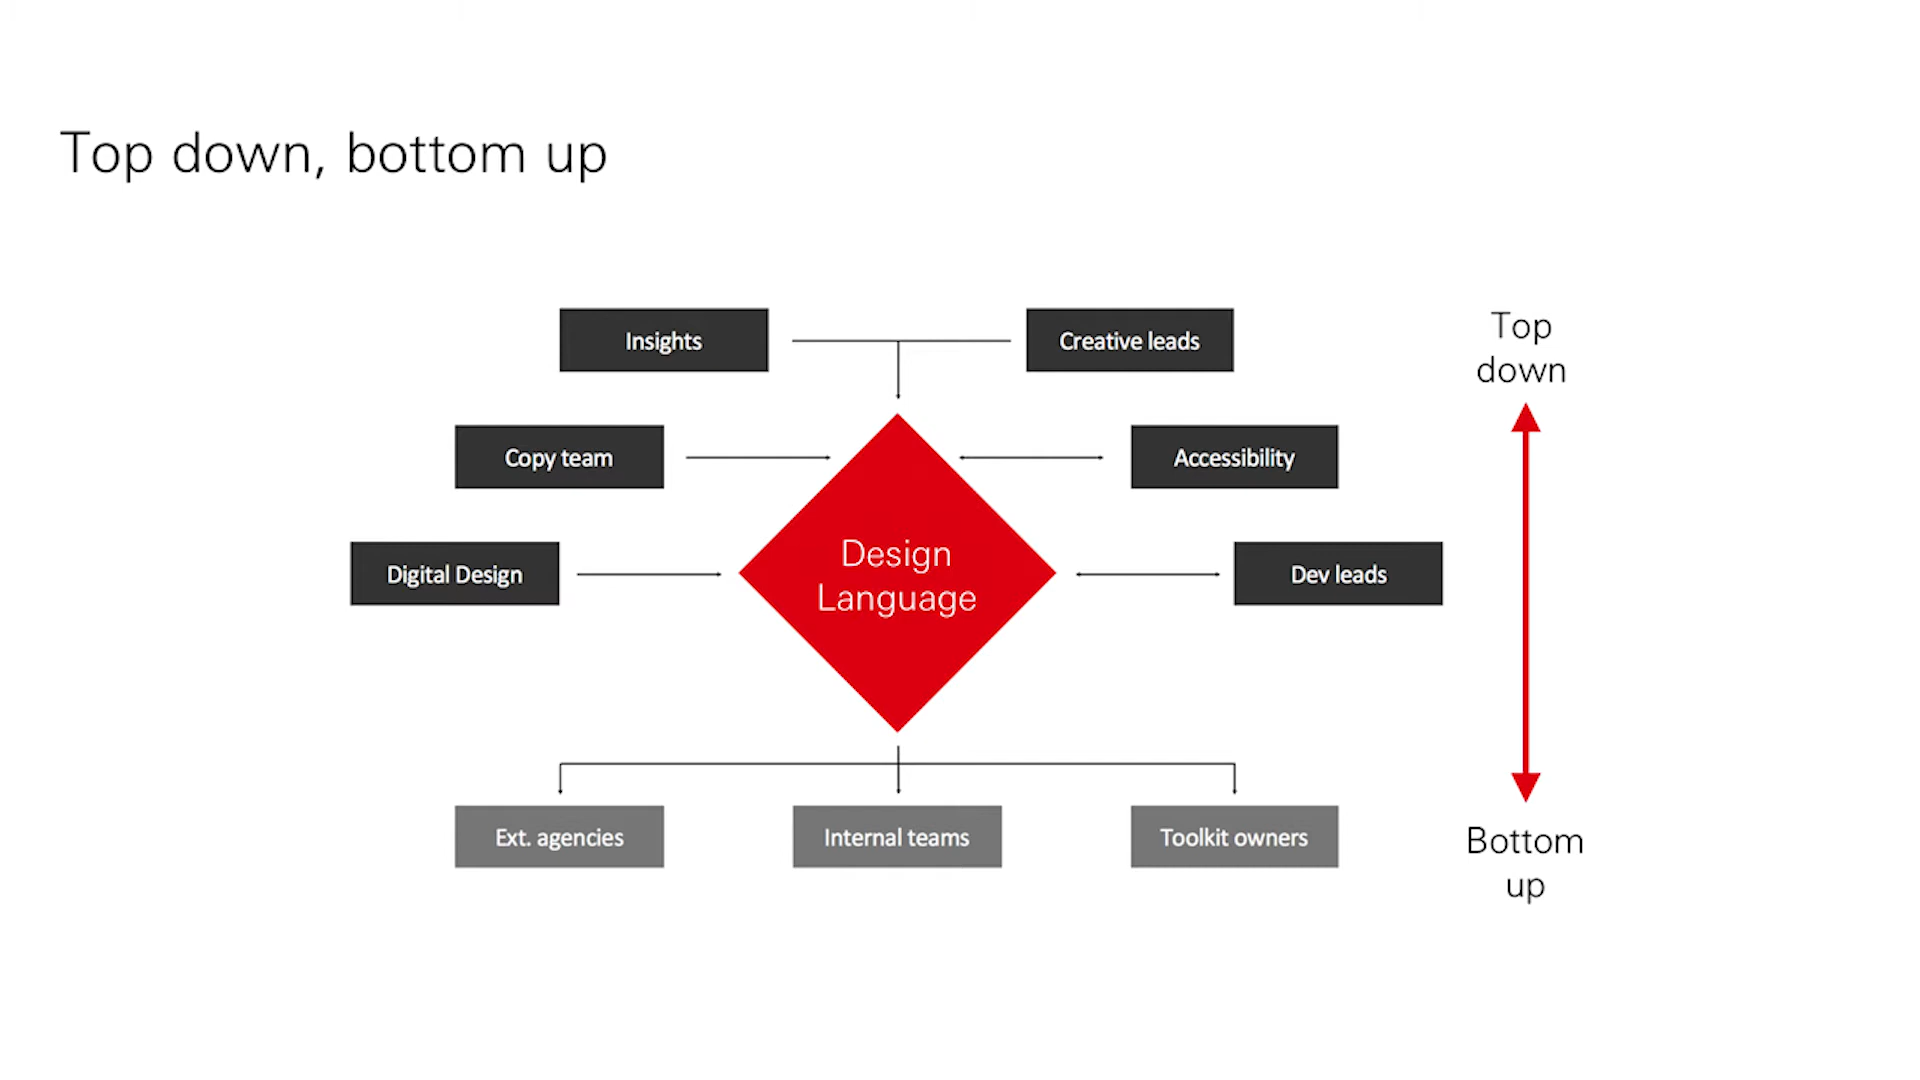 Top down, bottom up
Insights
Creative leads
Top
down
Copy team
Accessibility
Digital Design
Design
Language
Dev leads
Ext. agencies
Internal teams
Toolkit owners
Bottom
up